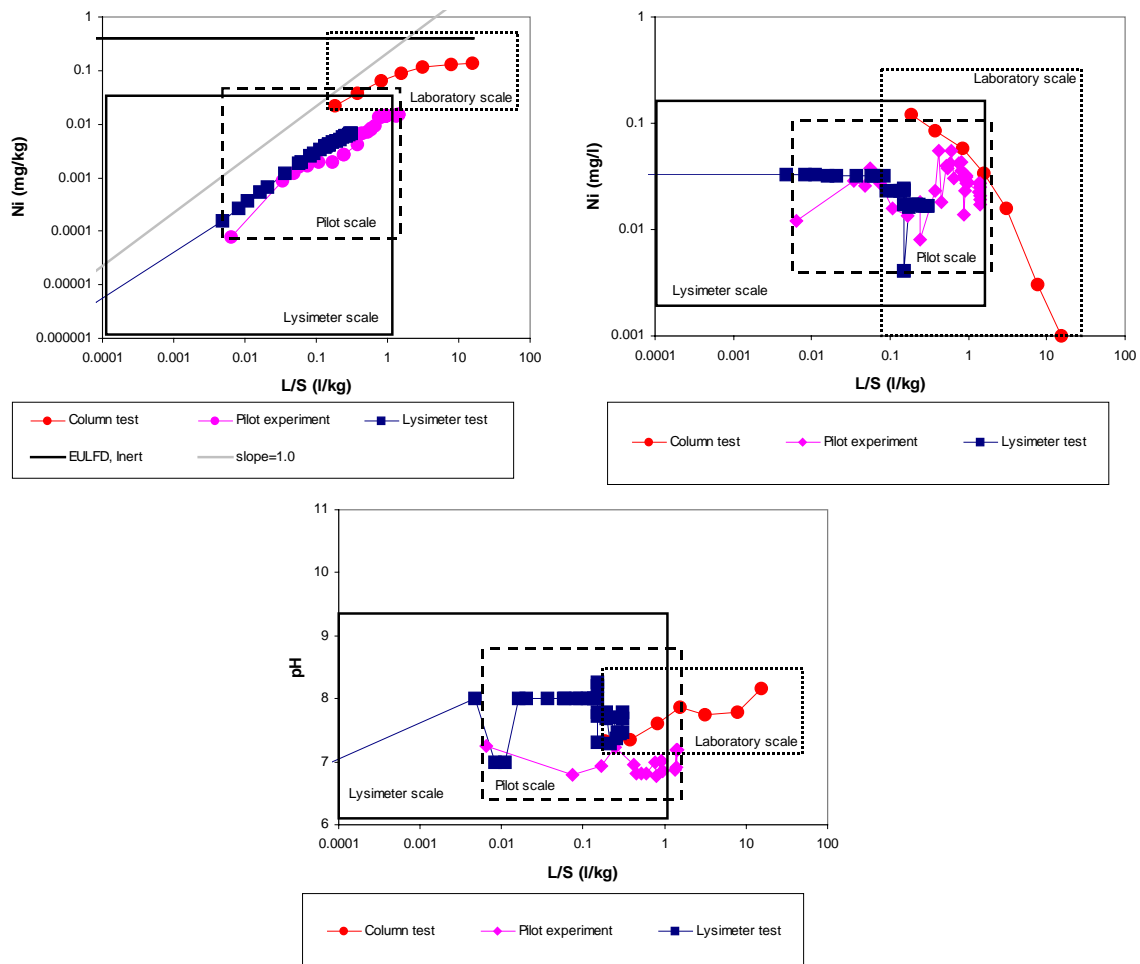 1
0.1
0.01
0.001
0.0001
0.00001
0.000001
Ni (mg/kg)
Laboratory scale
Pilot scale
Lysimeter scale
0.0001 0.001 0.01 0.1 1 10 100
L/S (l/kg)
Column test Pilot experiment Lysimeter test
EULFD, Inert slope=1.0
1
0.1
0.01
0.001
Ni (mg/l)
Laboratory scale
Pilot scale
Lysimeter scale
0.0001 0.001 0.01 0.1 1 10 100
L/S (l/kg)
Column test Pilot experiment Lysimeter test
11
10
9
8
7
6
pH
Laboratory scale
Pilot scale
Lysimeter scale
0.0001 0.001 0.01 0.1 1 10 100
L/S (l/kg)
Column test Pilot experiment Lysimeter test